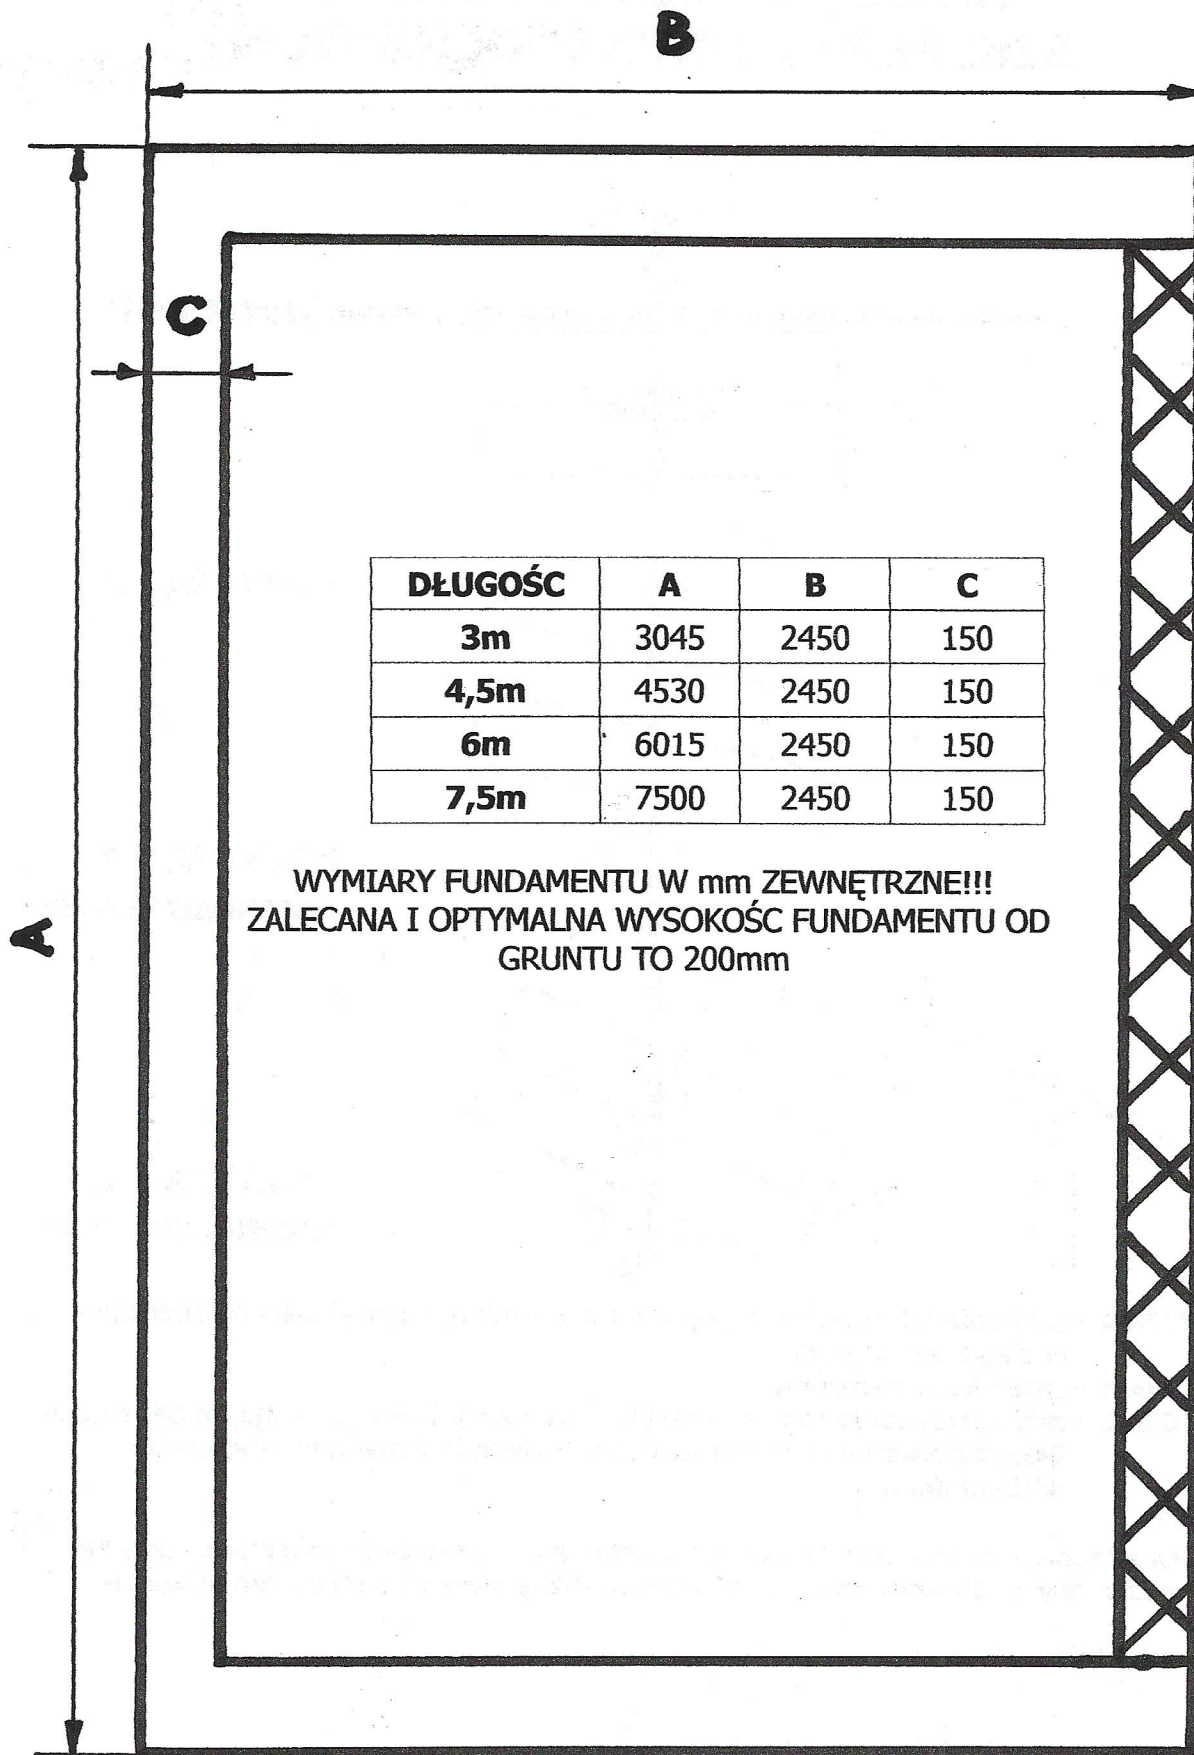 B
C
DŁUGOŚC A B C
3m 3045 2450 150
4,5m 4530 2450 150
6m 6015 2450 150
7,5m 7500 2450 150
WYMIARY FUNDAMENTU W mm ZEWNĘTRZNE!!!
ZALECANA I OPTYMALNA WYSOKOŚC FUNDAMENTU OD
GRUNTU TO 200mm
A